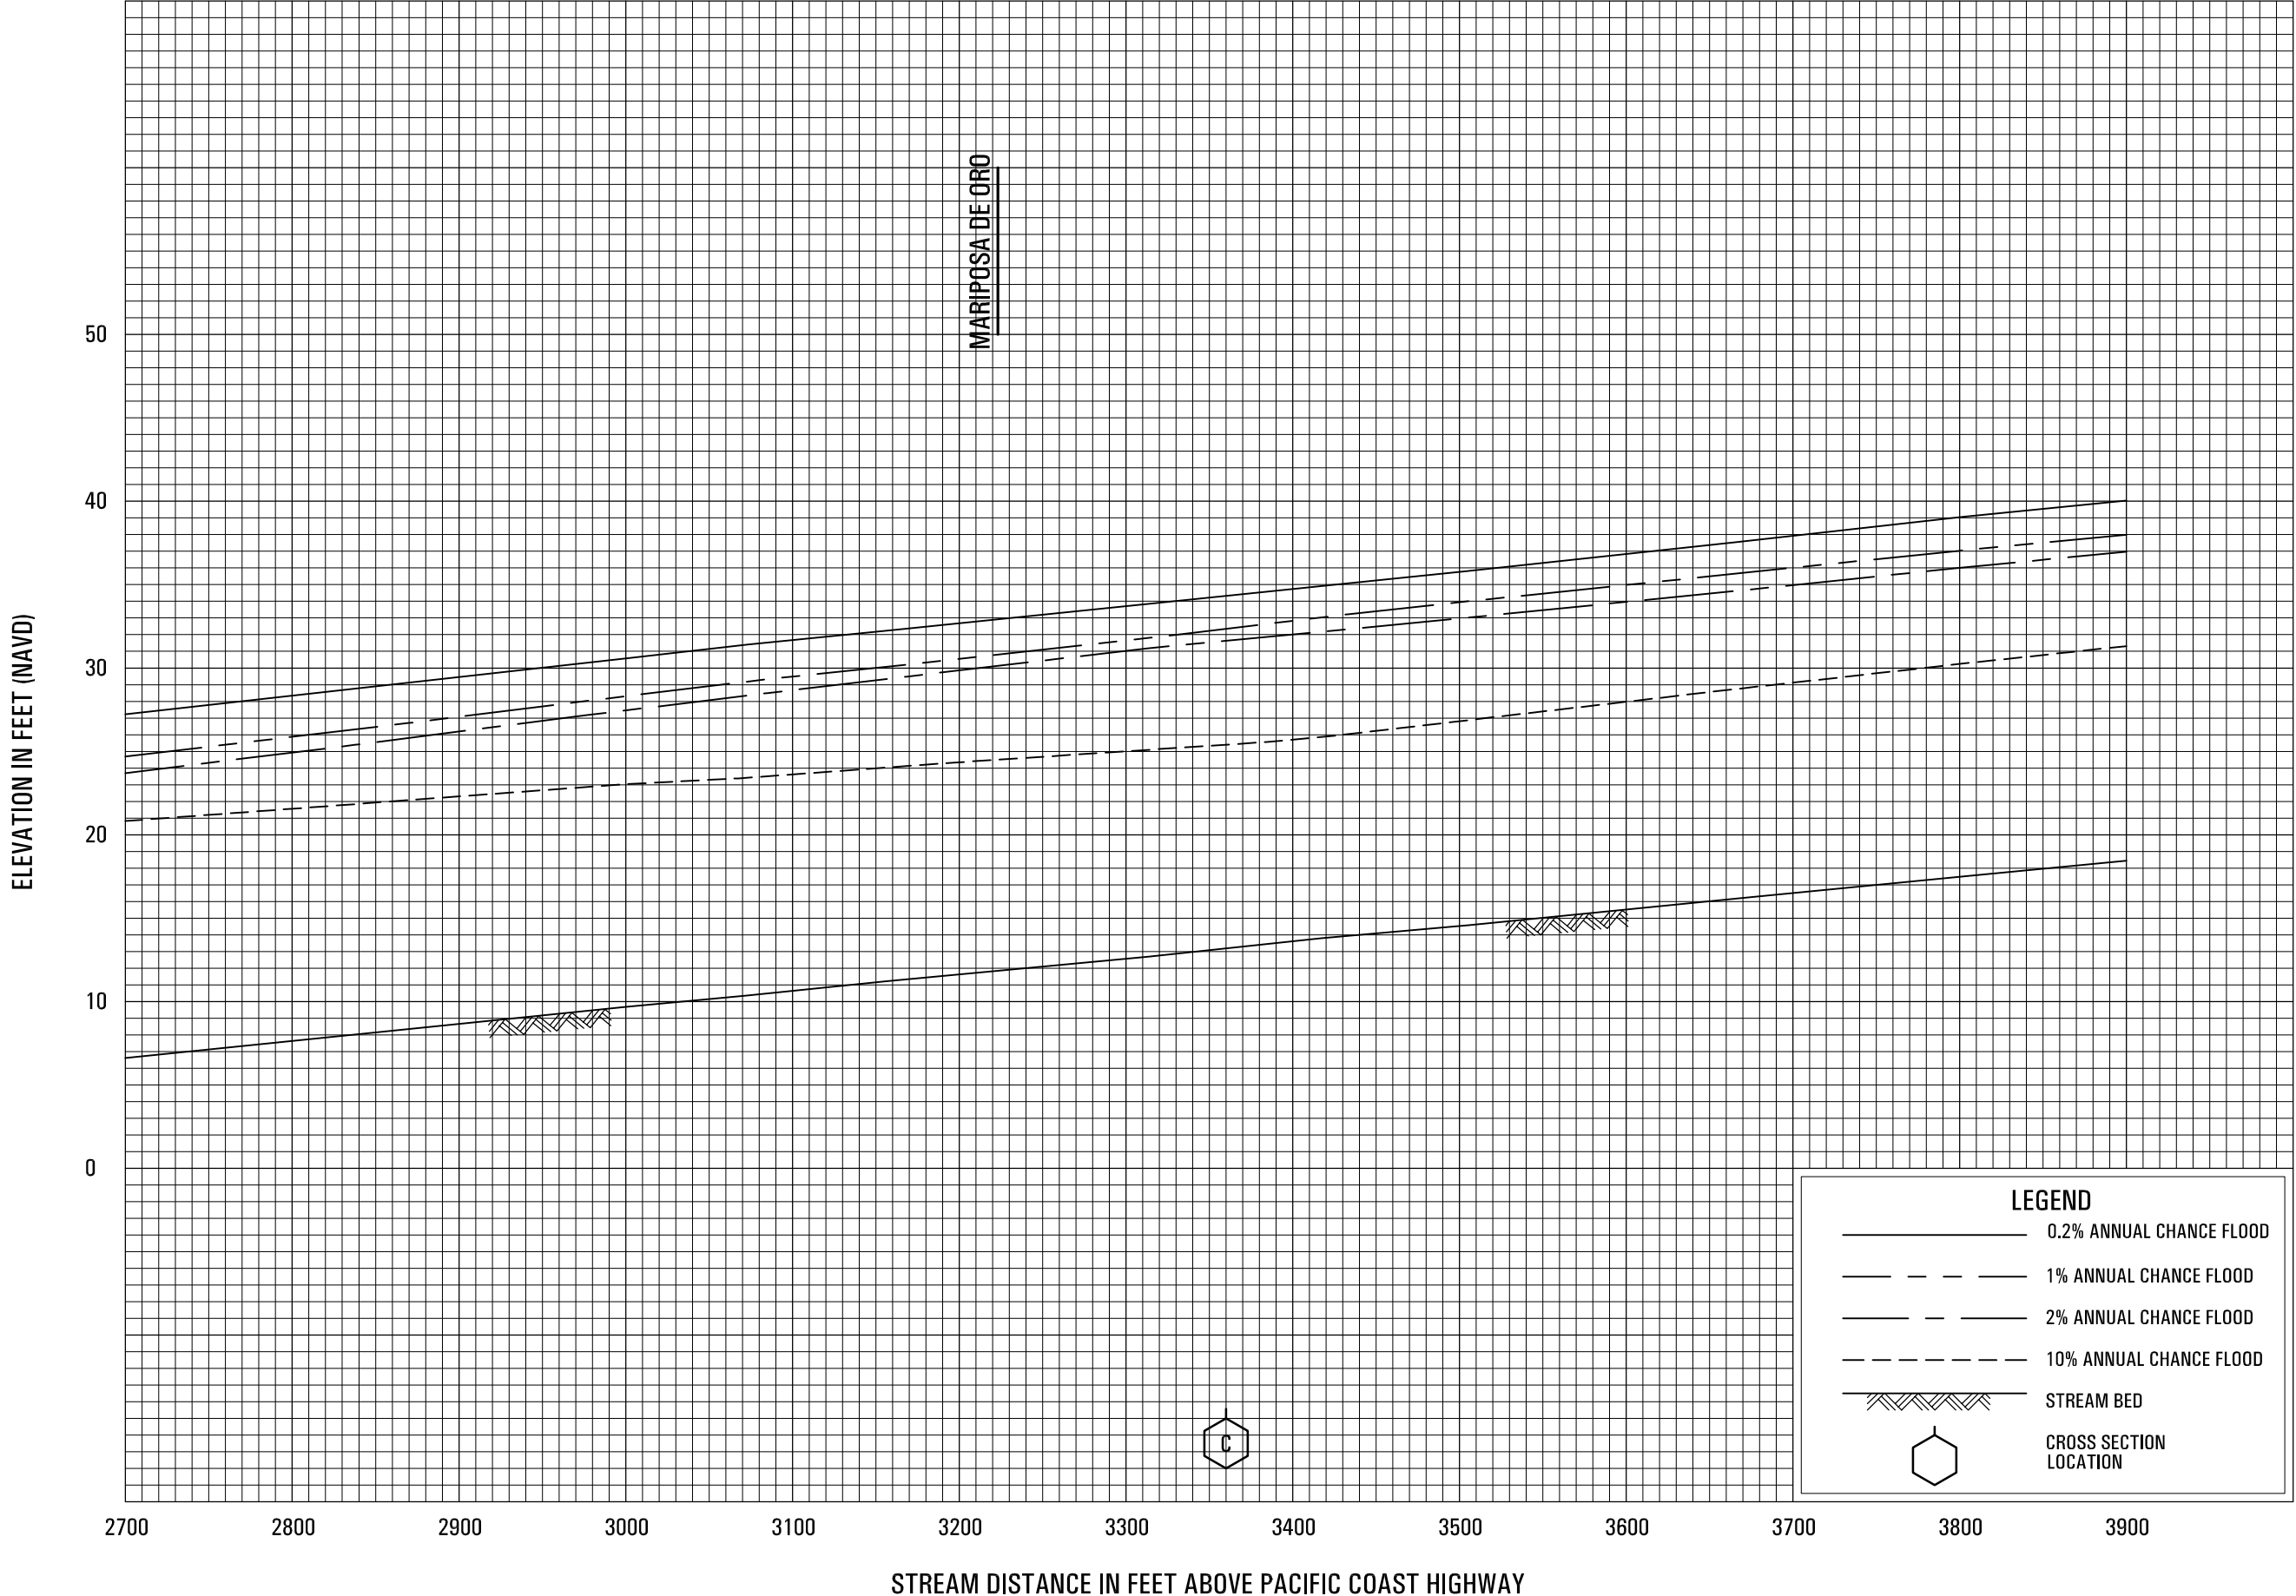 MARIPOSA DE ORO
ELEVATION IN FEET (NAVD)
50
40
30
20
10
0
C
LEGEND
0.2% ANNUAL CHANCE FLOOD
1% ANNUAL CHANCE FLOOD
2% ANNUAL CHANCE FLOOD
10% ANNUAL CHANCE FLOOD
STREAM BED
CROSS SECTION
LOCATION
2700 2800 2900 3000 3100 3200 3300 3400 3500 3600 3700 3800 3900
STREAM DISTANCE IN FEET ABOVE PACIFIC COAST HIGHWAY